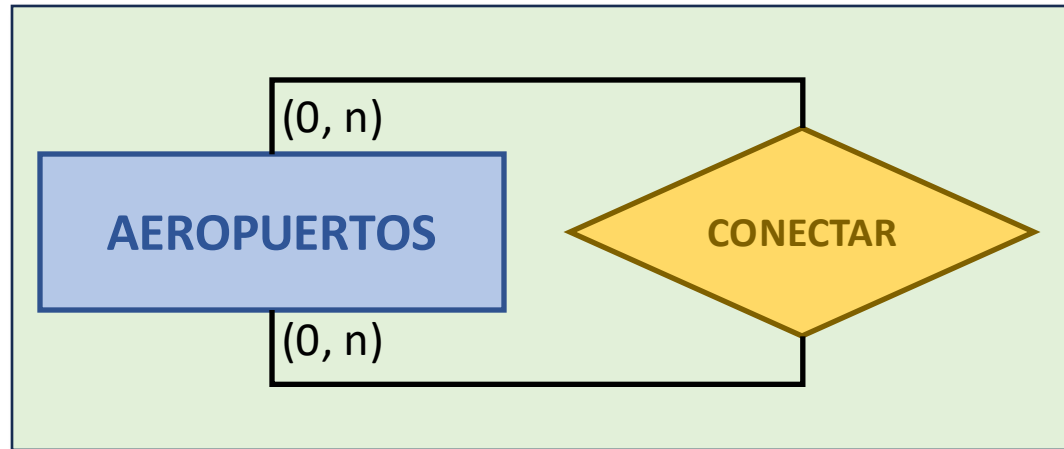 (0, n)
AEROPUERTOS
CONECTAR
(0, n)